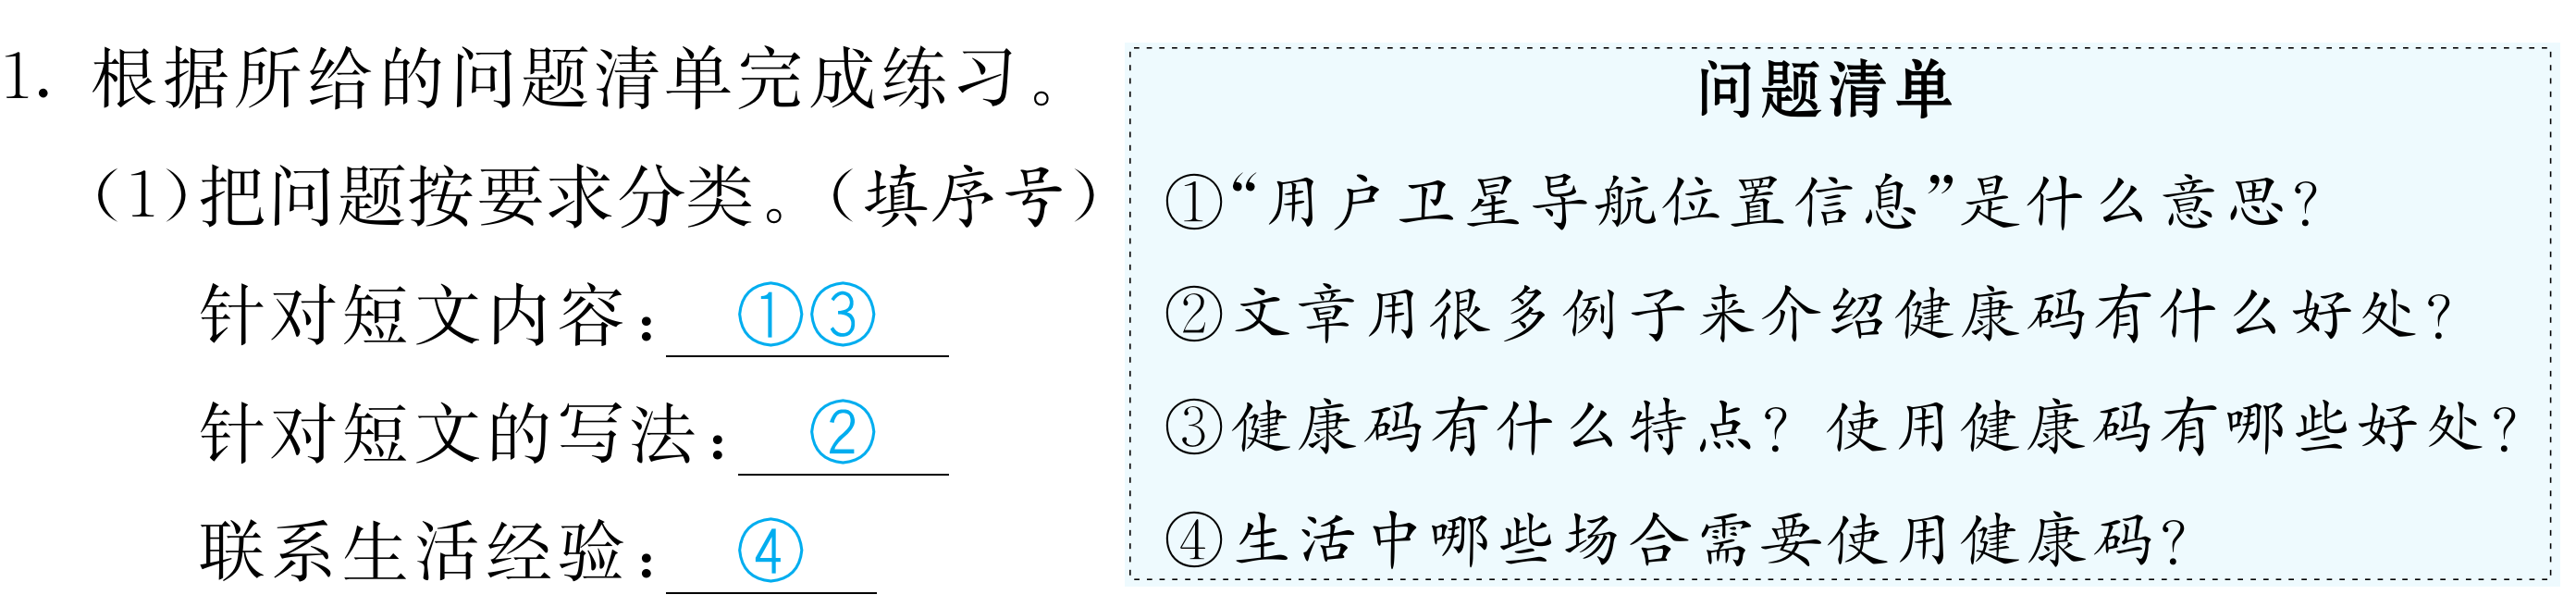 1. 根据所给的问题清单完成练习。
(1)把问题按要求分类。(填序号)
针对短文内容：①③
针对短文的写法：②
联系生活经验：④
问题清单
①“用户卫星导航位置信息”是什么意思？
②文章用很多例子来介绍健康码有什么好处？
③健康码有什么特点？使用健康码有哪些好处？
④生活中哪些场合需要使用健康码？